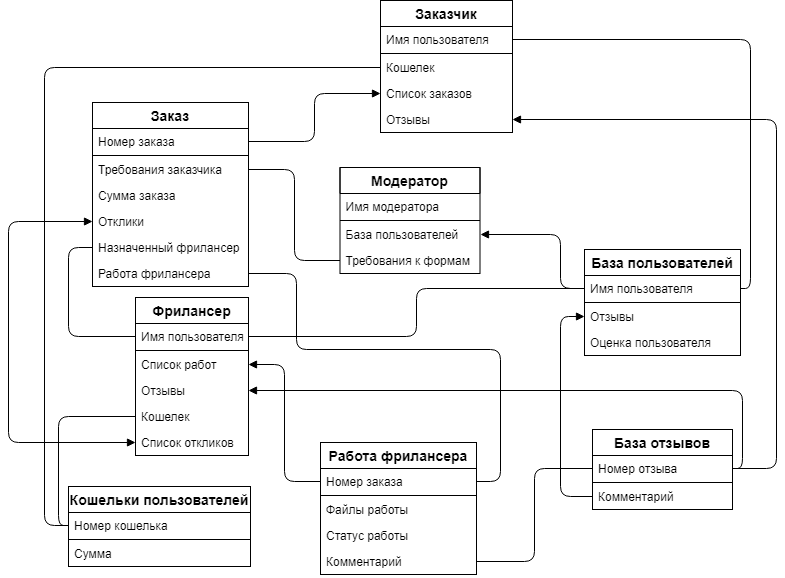 Заказчик
Имя пользователя
Кошелек
Список заказов
Отзывы
Заказ
Номер заказа
Требования заказчика
Сумма заказа
Отклики
Назначенный фрилансер
Работа фрилансера
Модератор
Имя модератора
База пользователей
Требования к формам
База пользователей
Имя пользователя
Отзывы
Оценка пользователя
Фрилансер
Имя пользователя
Список работ
Отзывы
Кошелек
Список откликов
Работа фрилансера
Номер заказа
Файлы работы
Статус работы
Комментарий
База отзывов
Номер отзыва
Комментарий
Кошельки пользователей
Номер кошелька
Сумма